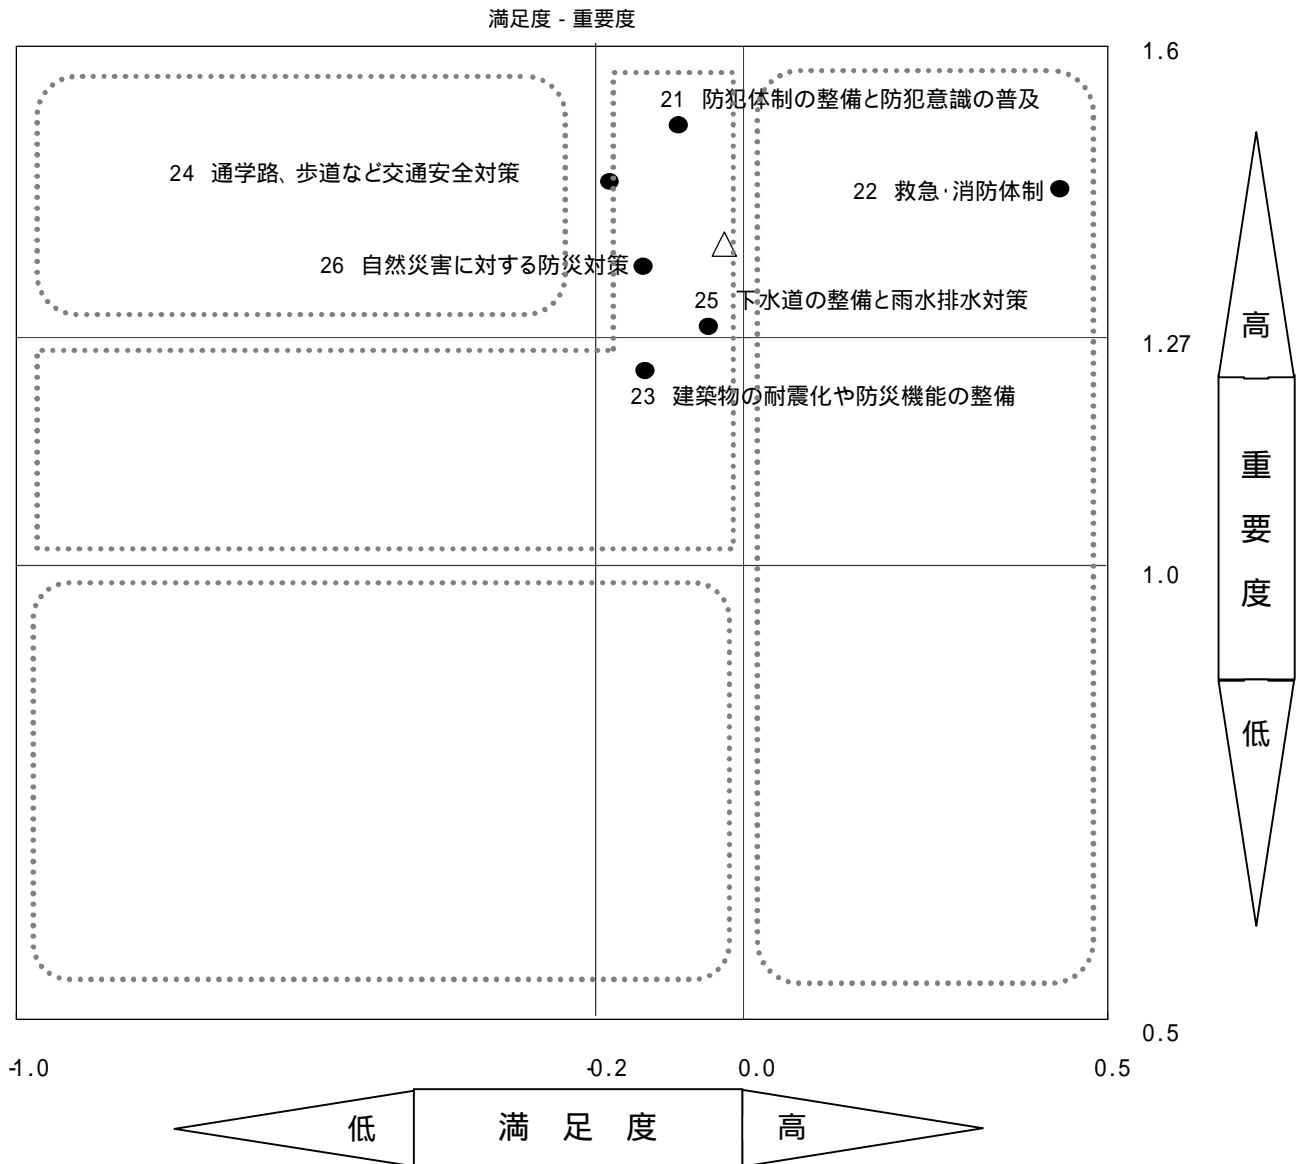 満足度 - 重要度
1.6
21 防犯体制の整備と防犯意識の普及
24 通学路、歩道など交通安全対策
22 救急・消防体制
26 自然災害に対する防災対策
25 下水道の整備と雨水排水対策
高
1.27
23 建築物の耐震化や防災機能の整備
重
要
1.0
度
低
0.5
-1.0
-0.2
0.0
0.5
低
満 足 度
高